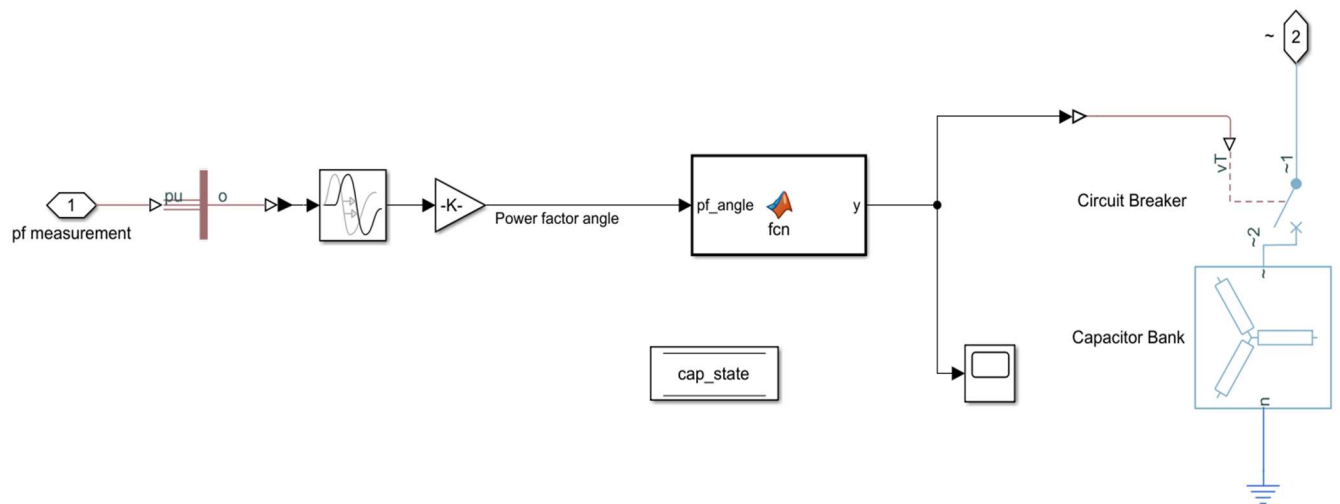 ~ 2
1
pf measurement
pu
o
-K-
Power factor angle
pf_angle
fcn
y
vT
~1
Circuit Breaker
~2
~
Capacitor Bank
n
cap_state